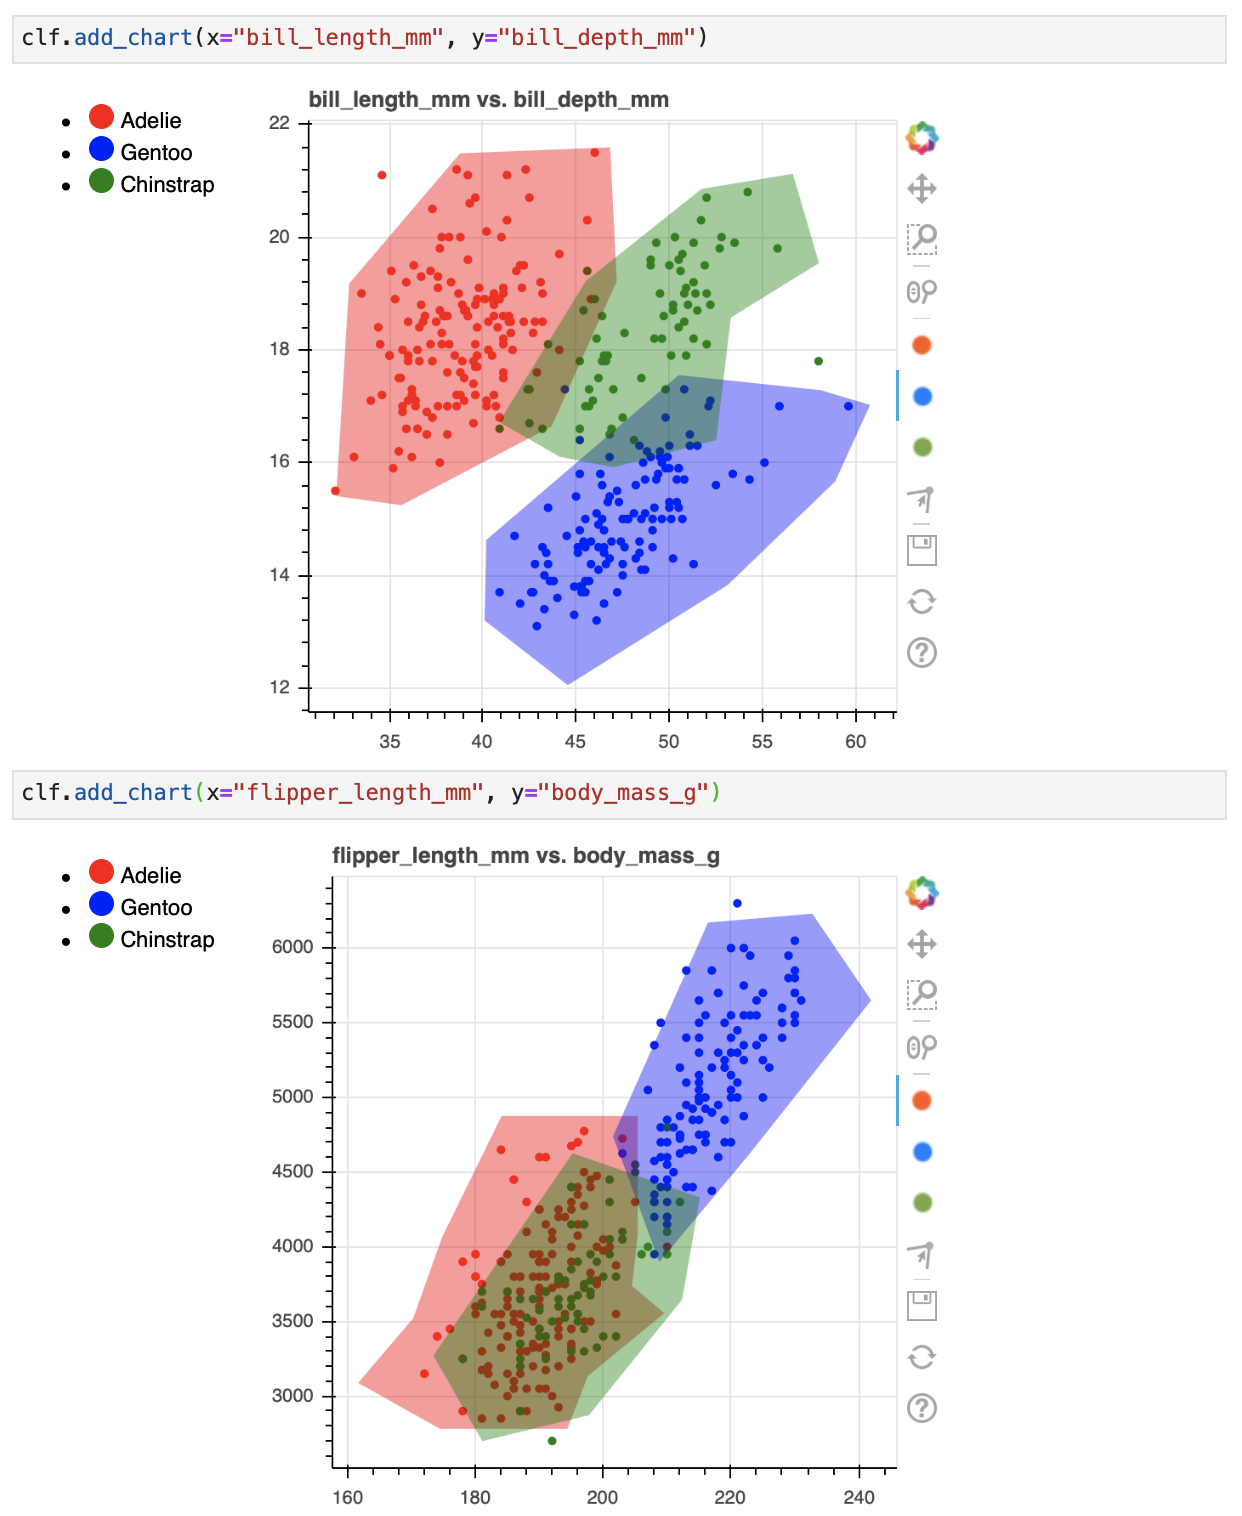 clf.add_chart(x="bill_length_mm", y="bill_depth_mm")
bill_length_mm vs. bill_depth_mm
Adelie
Gentoo
Chinstrap
22
20
18
16
14
12
35 40 45 50 55 60
clf.add_chart(x="flipper_length_mm", y="body_mass_g")
flipper_length_mm vs. body_mass_g
Adelie
Gentoo
Chinstrap
6000
5500
5000
4500
4000
3500
3000
160 180 200 220 240